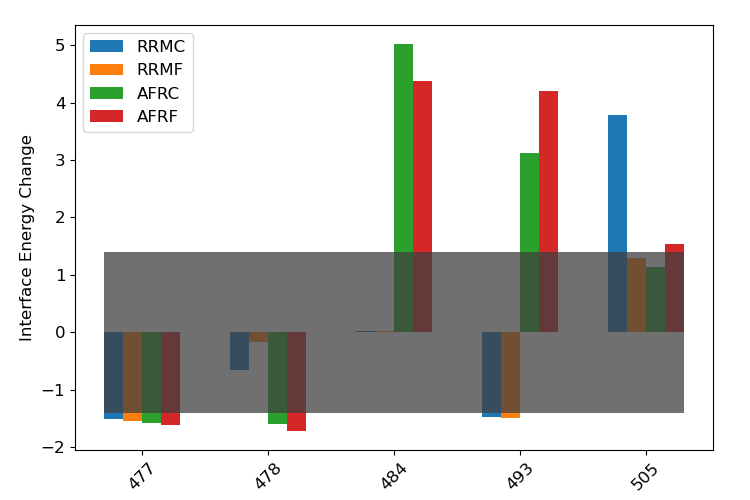 RRMC
RRMF
AFRC
AFRF
Interface Energy Change
5
4
3
2
1
0
−1
−2
477
478
484
493
505